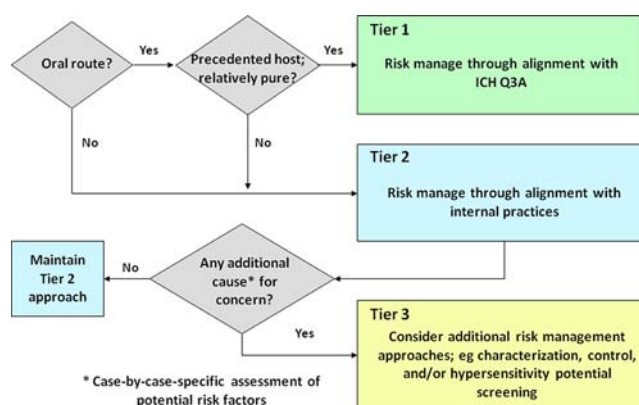 Oral route?
Yes
Precedented host;
relatively pure?
Yes
Tier 1
Risk manage through alignment with
ICH Q3A
No
No
Tier 2
Risk manage through alignment with
internal practices
Maintain
Tier 2
approach
No
Any additional
cause* for
concern?
Yes
Tier 3
Consider additional risk management
approaches; eg characterization, control,
and/or hypersensitivity potential
screening
* Case-by-case-specific assessment of
potential risk factors